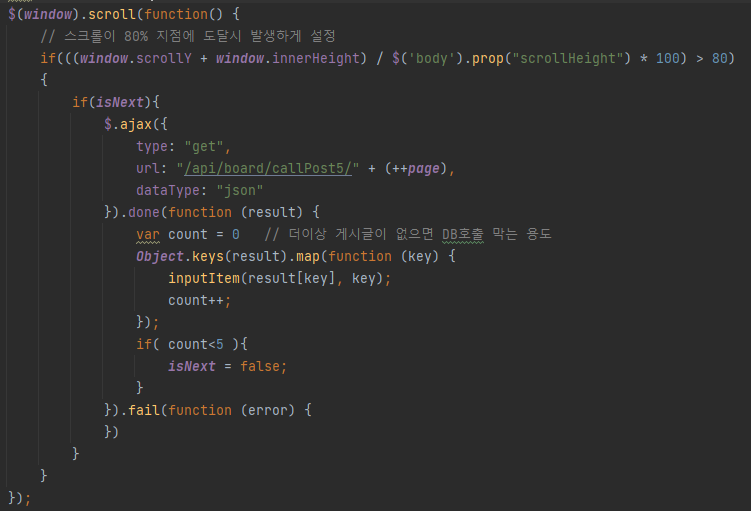 $(window).scroll(function() {
// 스크롤이 80% 지점에 도달시 발생하게 설정
if(((window.scrollY + window.innerHeight) / $('body').prop("scrollHeight") * 100) > 80)
{
if(isNext){
$.ajax({
type: "get",
url: "/api/board/callPost5/" + (++page),
dataType: "json"
}).done(function (result) {
var count = 0   // 더이상 게시글이 없으면 DB호출 막는 용도
Object.keys(result).map(function (key) {
inputItem(result[key], key);
count++;
});
if( count<5 ){
isNext = false;
}
}).fail(function (error) {
})
}
}
});